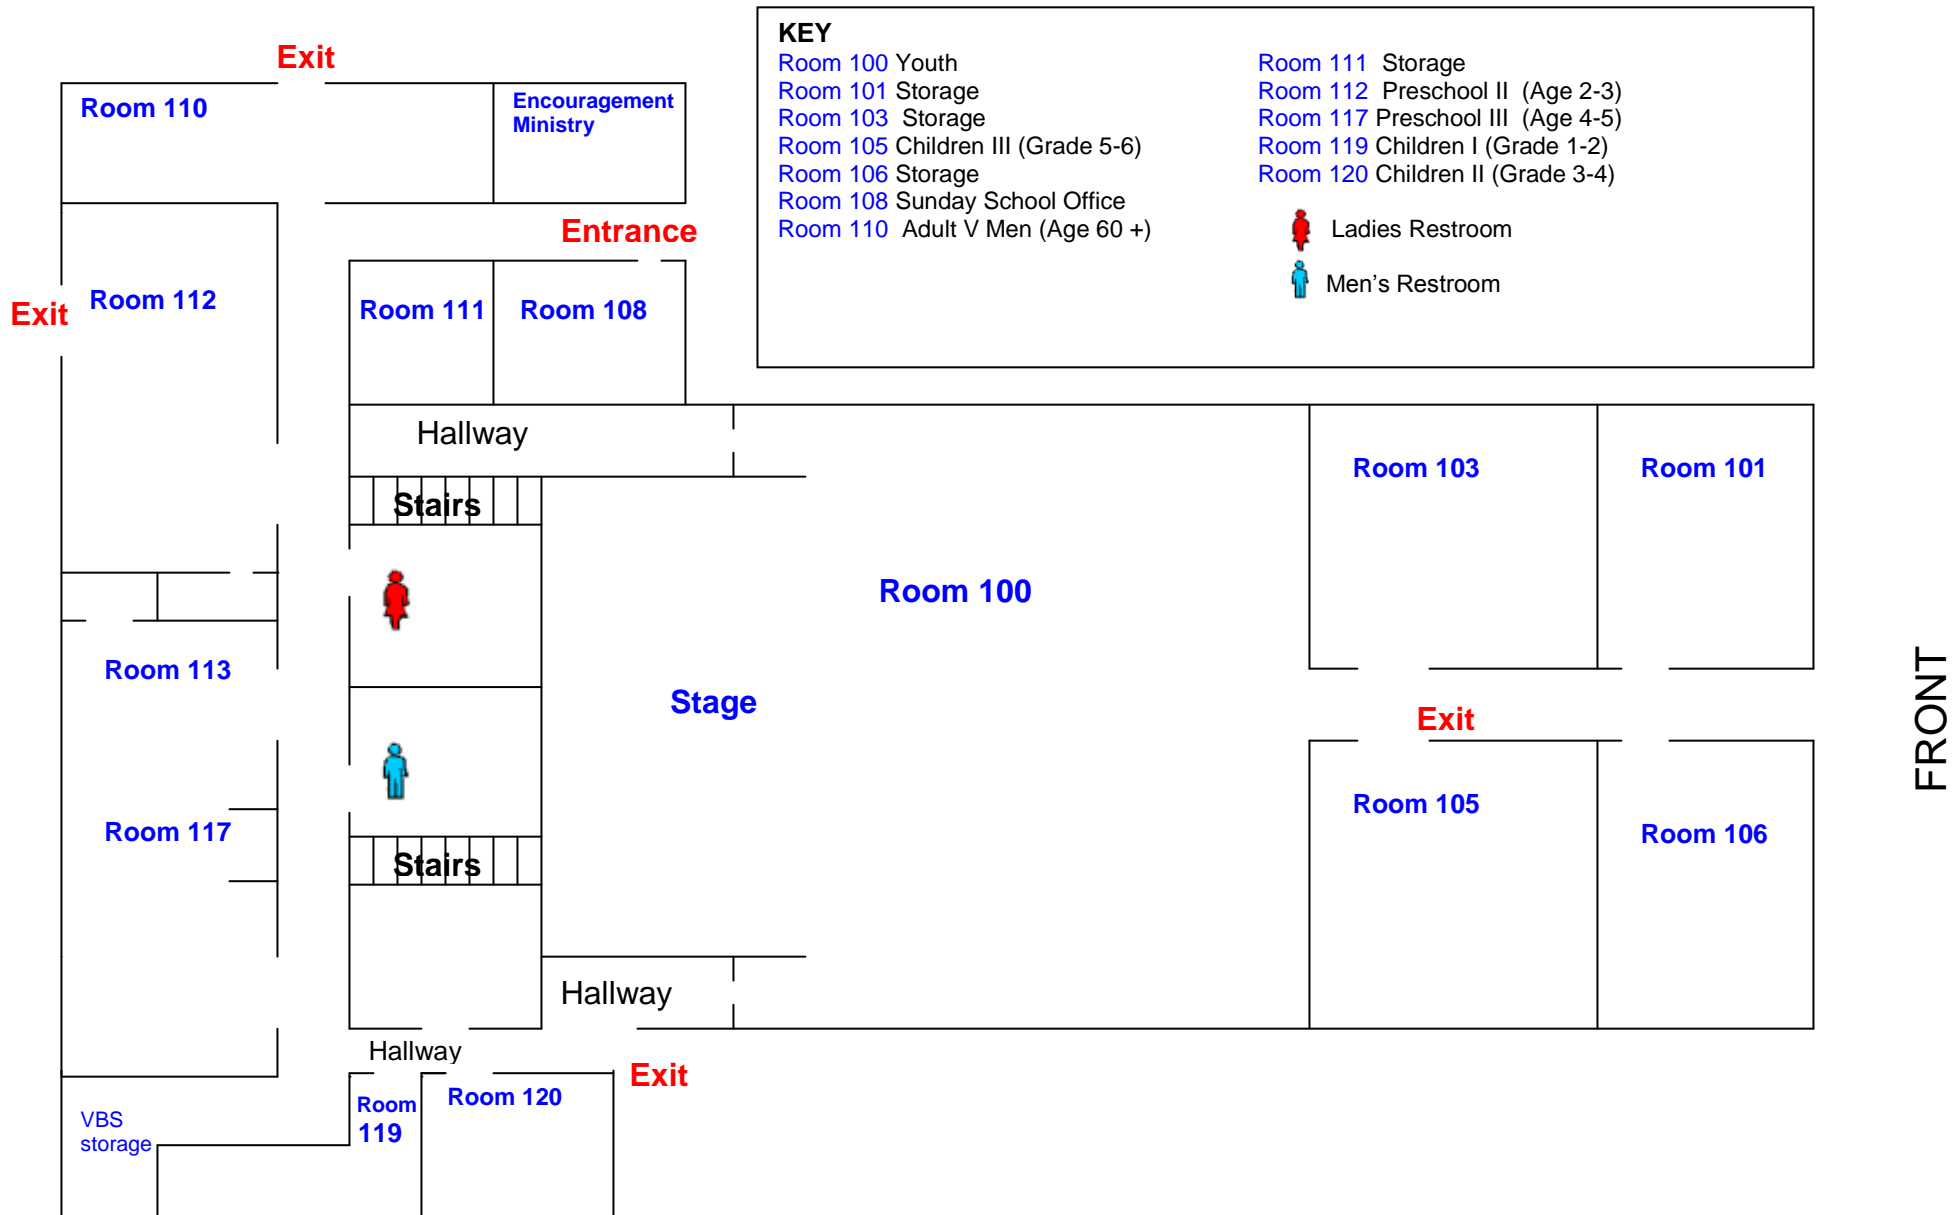 KEY
Room 100 Youth
Room 101 Storage
Room 103 Storage
Room 105 Children III (Grade 5-6)
Room 106 Storage
Room 108 Sunday School Office
Room 110 Adult V Men (Age 60 +)
Room 111 Storage
Room 112 Preschool II (Age 2-3)
Room 117 Preschool III (Age 4-5)
Room 119 Children I (Grade 1-2)
Room 120 Children II (Grade 3-4)
Ladies Restroom
Men's Restroom
Exit
Room 110
Encouragement
Ministry
Entrance
Exit
Room 112
Room 111
Room 108
Hallway
Stairs
Room 103
Room 101
Room 100
Room 113
Stage
Exit
FRONT
Room 117
Stairs
Room 105
Room 106
Hallway
Hallway
Exit
Room
119
Room 120
VBS
storage